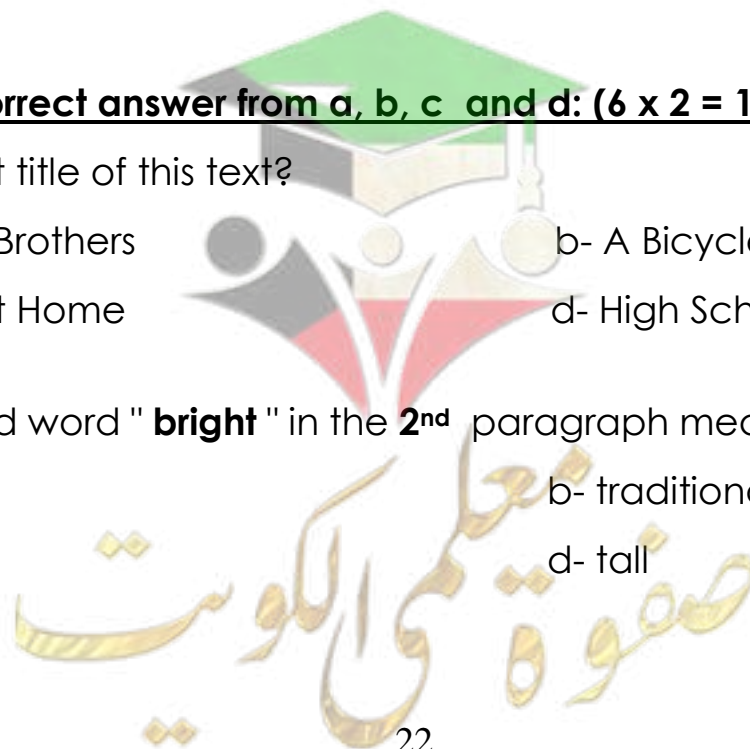 orrect answer from a, b, c and d: (6 x 2 = 1
t title of this text?
Brothers b- A Bicycl
t Home d- High Sch
d word " bright " in the 2nd paragraph mea
b- tradition
d- tall
صفوة معلمى الكويت
22